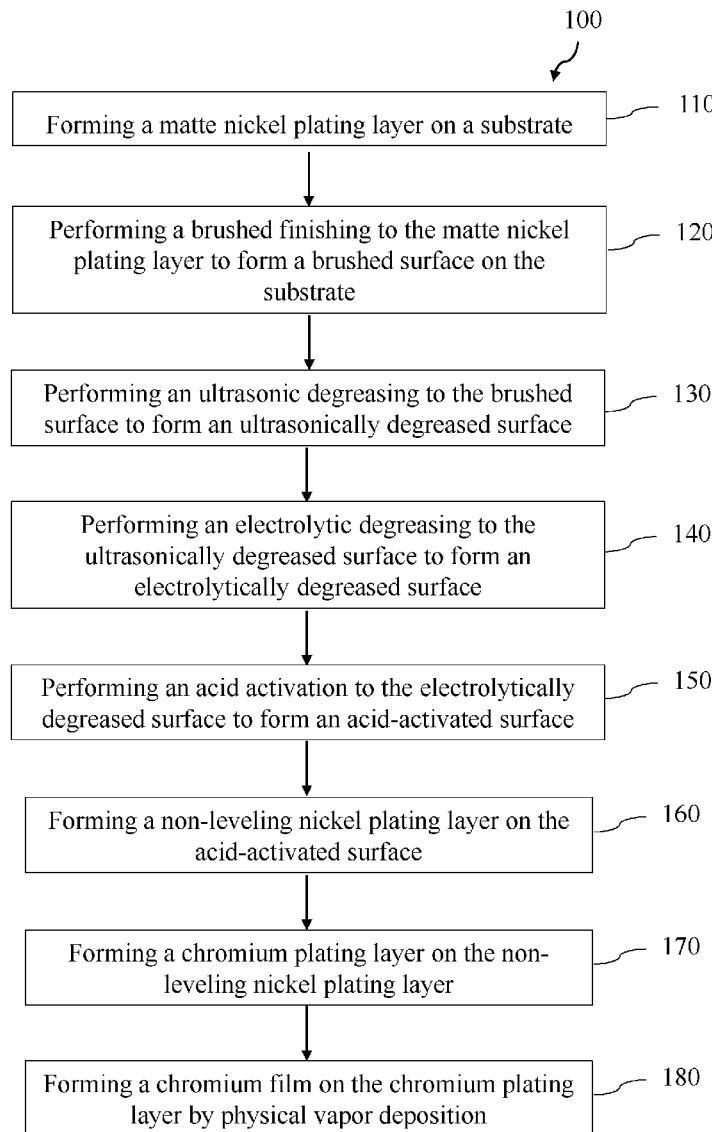 100
Forming a matte nickel plating layer on a substrate
110
Performing a brushed finishing to the matte nickel
plating layer to form a brushed surface on the
substrate
120
Performing an ultrasonic degreasing to the brushed
surface to form an ultrasonically degreased surface
130
Performing an electrolytic degreasing to the
ultrasonically degreased surface to form an
electrolytically degreased surface
140
Performing an acid activation to the electrolytically
degreased surface to form an acid-activated surface
150
Forming a non-leveling nickel plating layer on the
acid-activated surface
160
Forming a chromium plating layer on the non-
leveling nickel plating layer
170
Forming a chromium film on the chromium plating
layer by physical vapor deposition
180